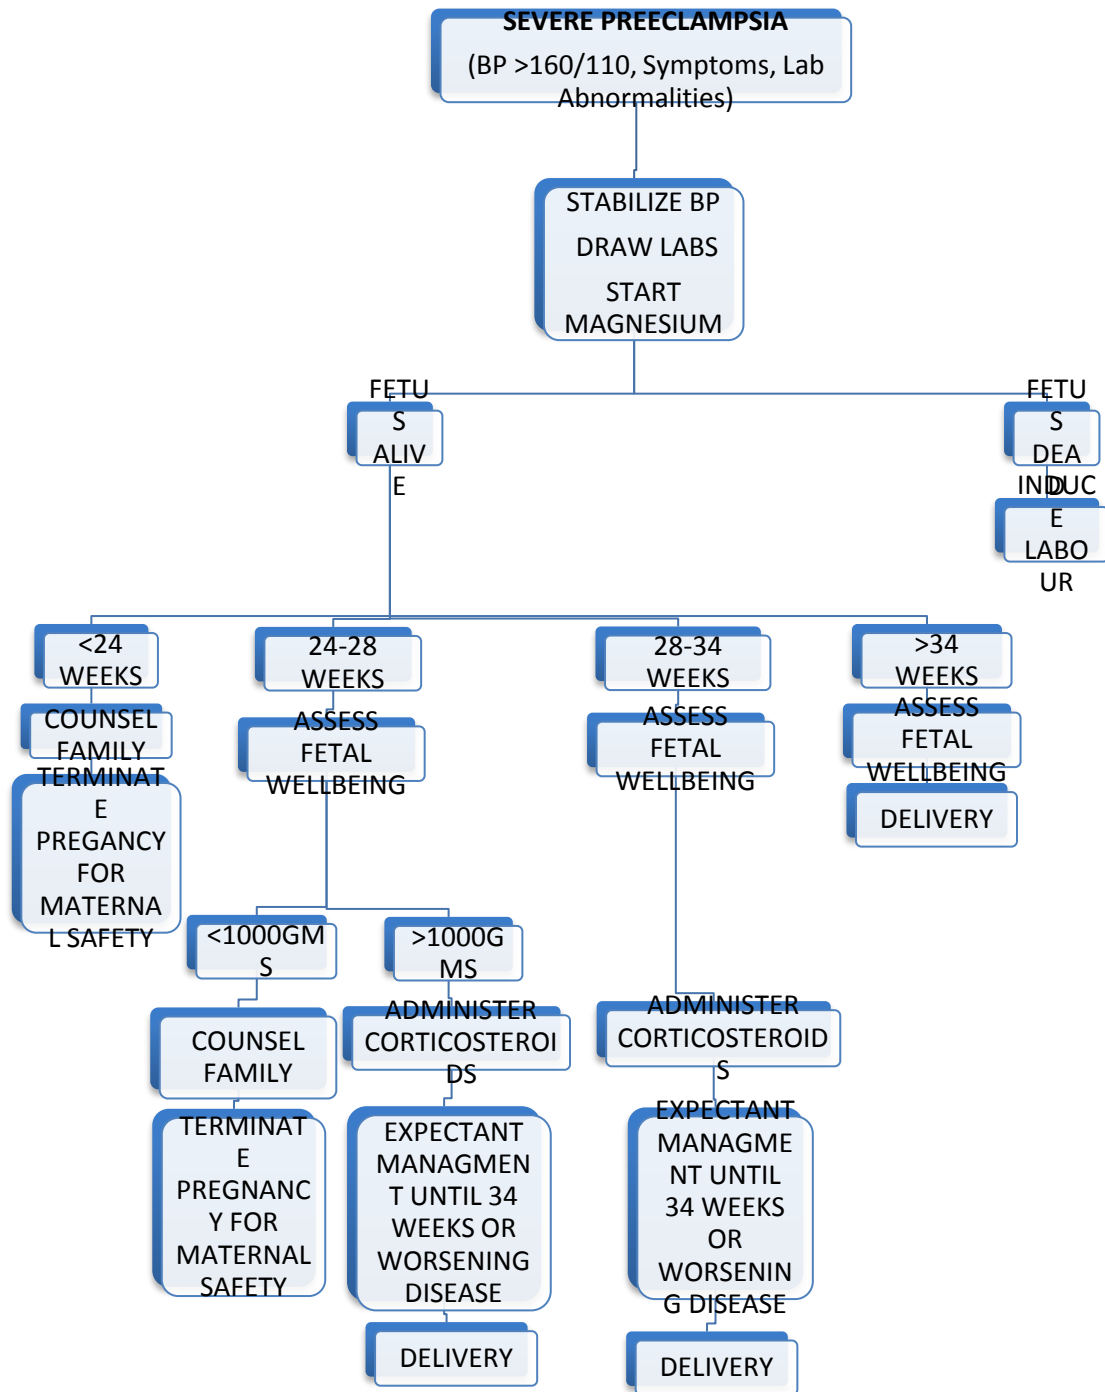 SEVERE PREECLAMPSIA
(BP >160/110, Symptoms, Lab
Abnormalities)
STABILIZE BP
DRAW LABS
START
MAGNESIUM
FETU
S
ALIV
E
FETU
S
DEA
D
INDUC
E
LABO
UR
<24
WEEKS
COUNSEL
FAMILY
TERMINAT
E
PREGANCY
FOR
MATERNA
L SAFETY
24-28
WEEKS
ASSESS
FETAL
WELLBEING
<1000GM
S
COUNSEL
FAMILY
TERMINAT
E
PREGNANC
Y FOR
MATERNAL
SAFETY
>1000G
MS
ADMINISTER
CORTICOSTEROI
DS
EXPECTANT
MANAGMEN
T UNTIL 34
WEEKS OR
WORSENING
DISEASE
DELIVERY
28-34
WEEKS
ASSESS
FETAL
WELLBEING
ADMINISTER
CORTICOSTEROID
S
EXPECTANT
MANAGME
NT UNTIL
34 WEEKS
OR
WORSENIN
G DISEASE
DELIVERY
>34
WEEKS
ASSESS
FETAL
WELLBEING
DELIVERY